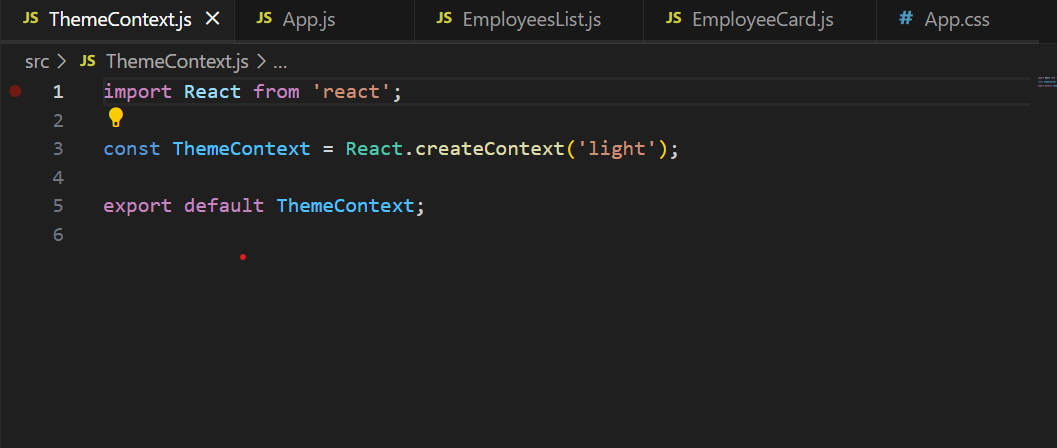 JS ThemeContext.js × JS App.js JS EmployeesList.js JS EmployeeCard.js # App.css
src > JS ThemeContext.js > ...
1 import React from 'react';
2
3 const ThemeContext = React.createContext('light');
4
5 export default ThemeContext;
6